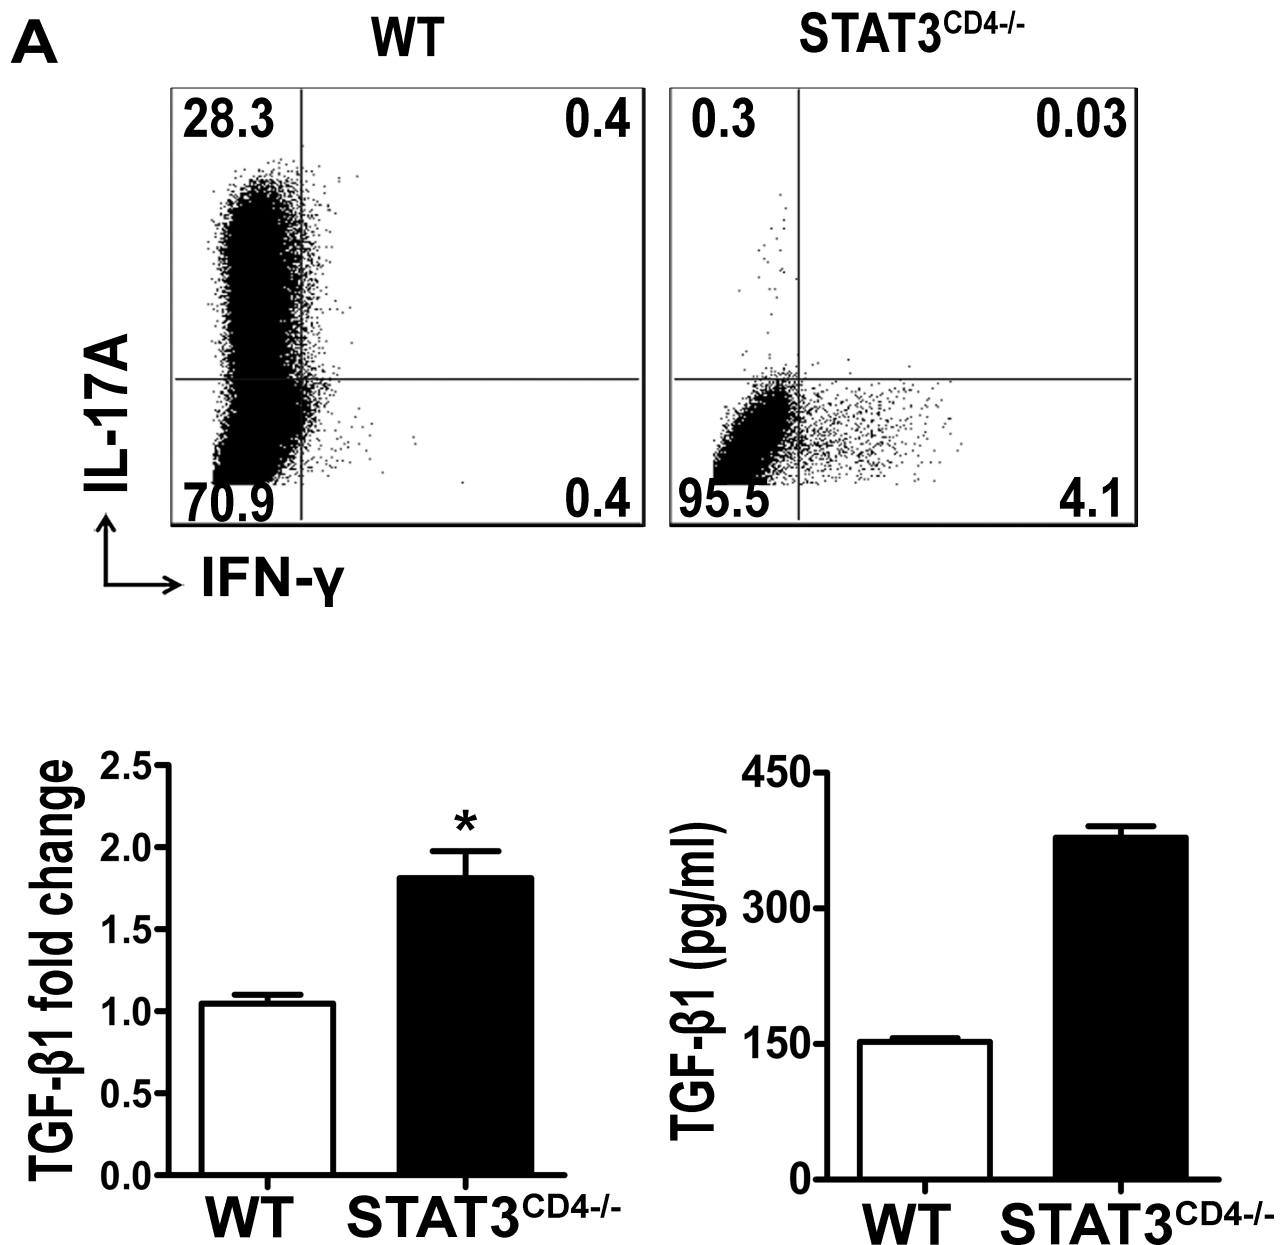 A
WT
STAT3CD4-/-
28.3
0.4
0.3
0.03
IL-17A
70.9
0.4
95.5
4.1
IFN-γ
TGF-β1 fold change
2.5
2.0
1.5
1.0
0.5
0.0
*
WT
STAT3CD4-/-
TGF-β1 (pg/ml)
450
300
150
0
WT
STAT3CD4-/-